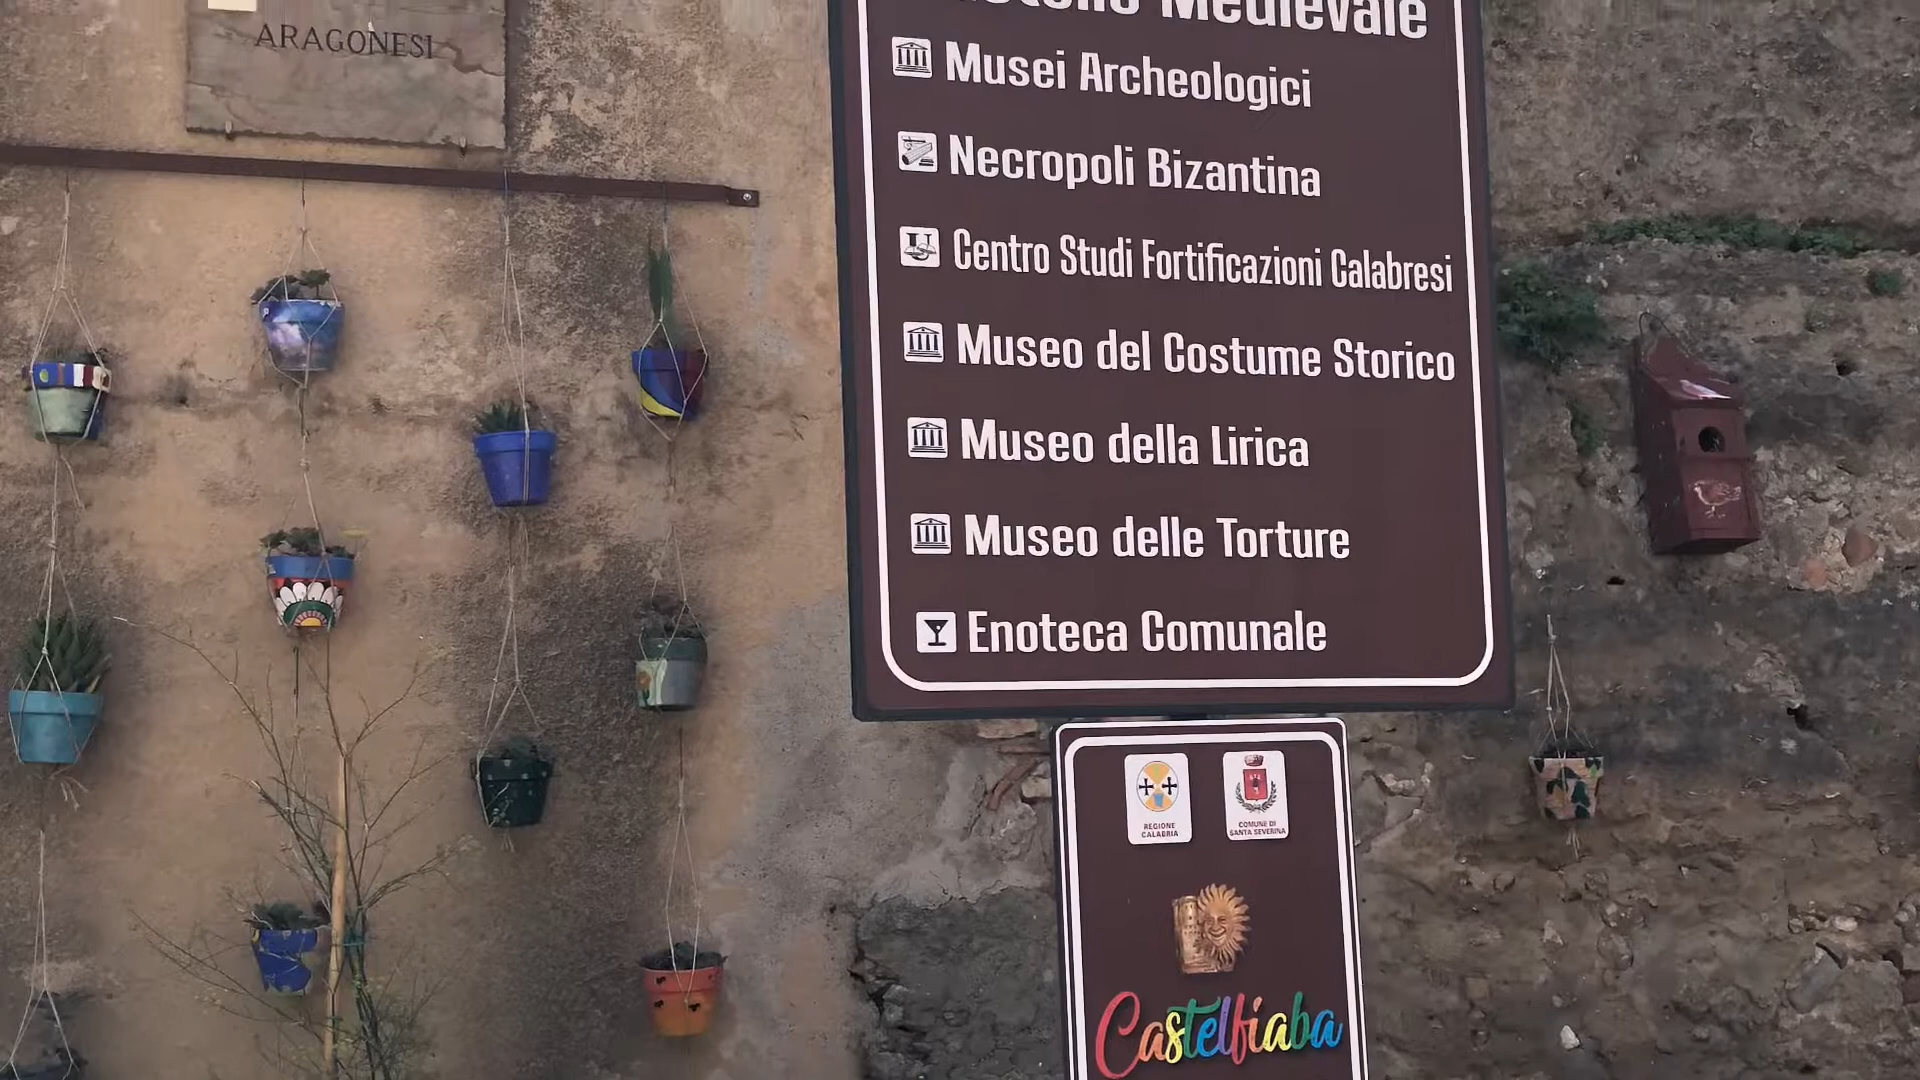 ARAGONESI
Medievale
Musei Archeologici
Necropoli Bizantina
Centro Studi Fortificazioni Calabresi
Museo del Costume Storico
Museo della Lirica
Museo delle Torture
Enoteca Comunale
REGIONE
CALABRIA
COMUNE DI
SANTA SEVERINA
Castelfiaba